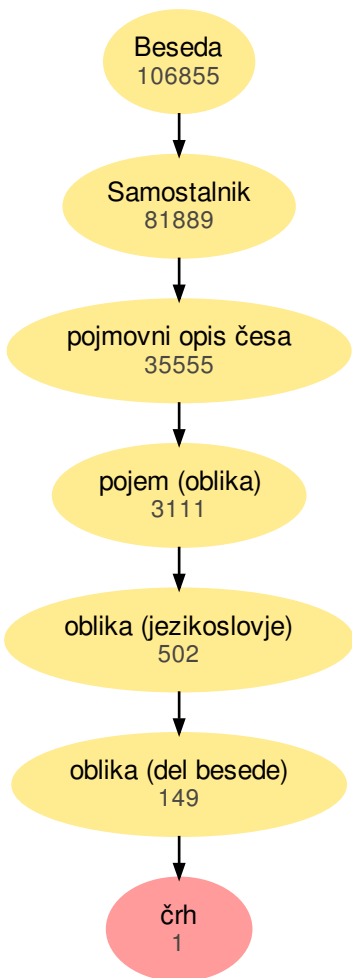 Beseda
106855
Samostalnik
81889
pojmovni opis česa
35555
pojem (oblika)
3111
oblika (jezikoslovje)
502
oblika (del besede)
149
črh
1